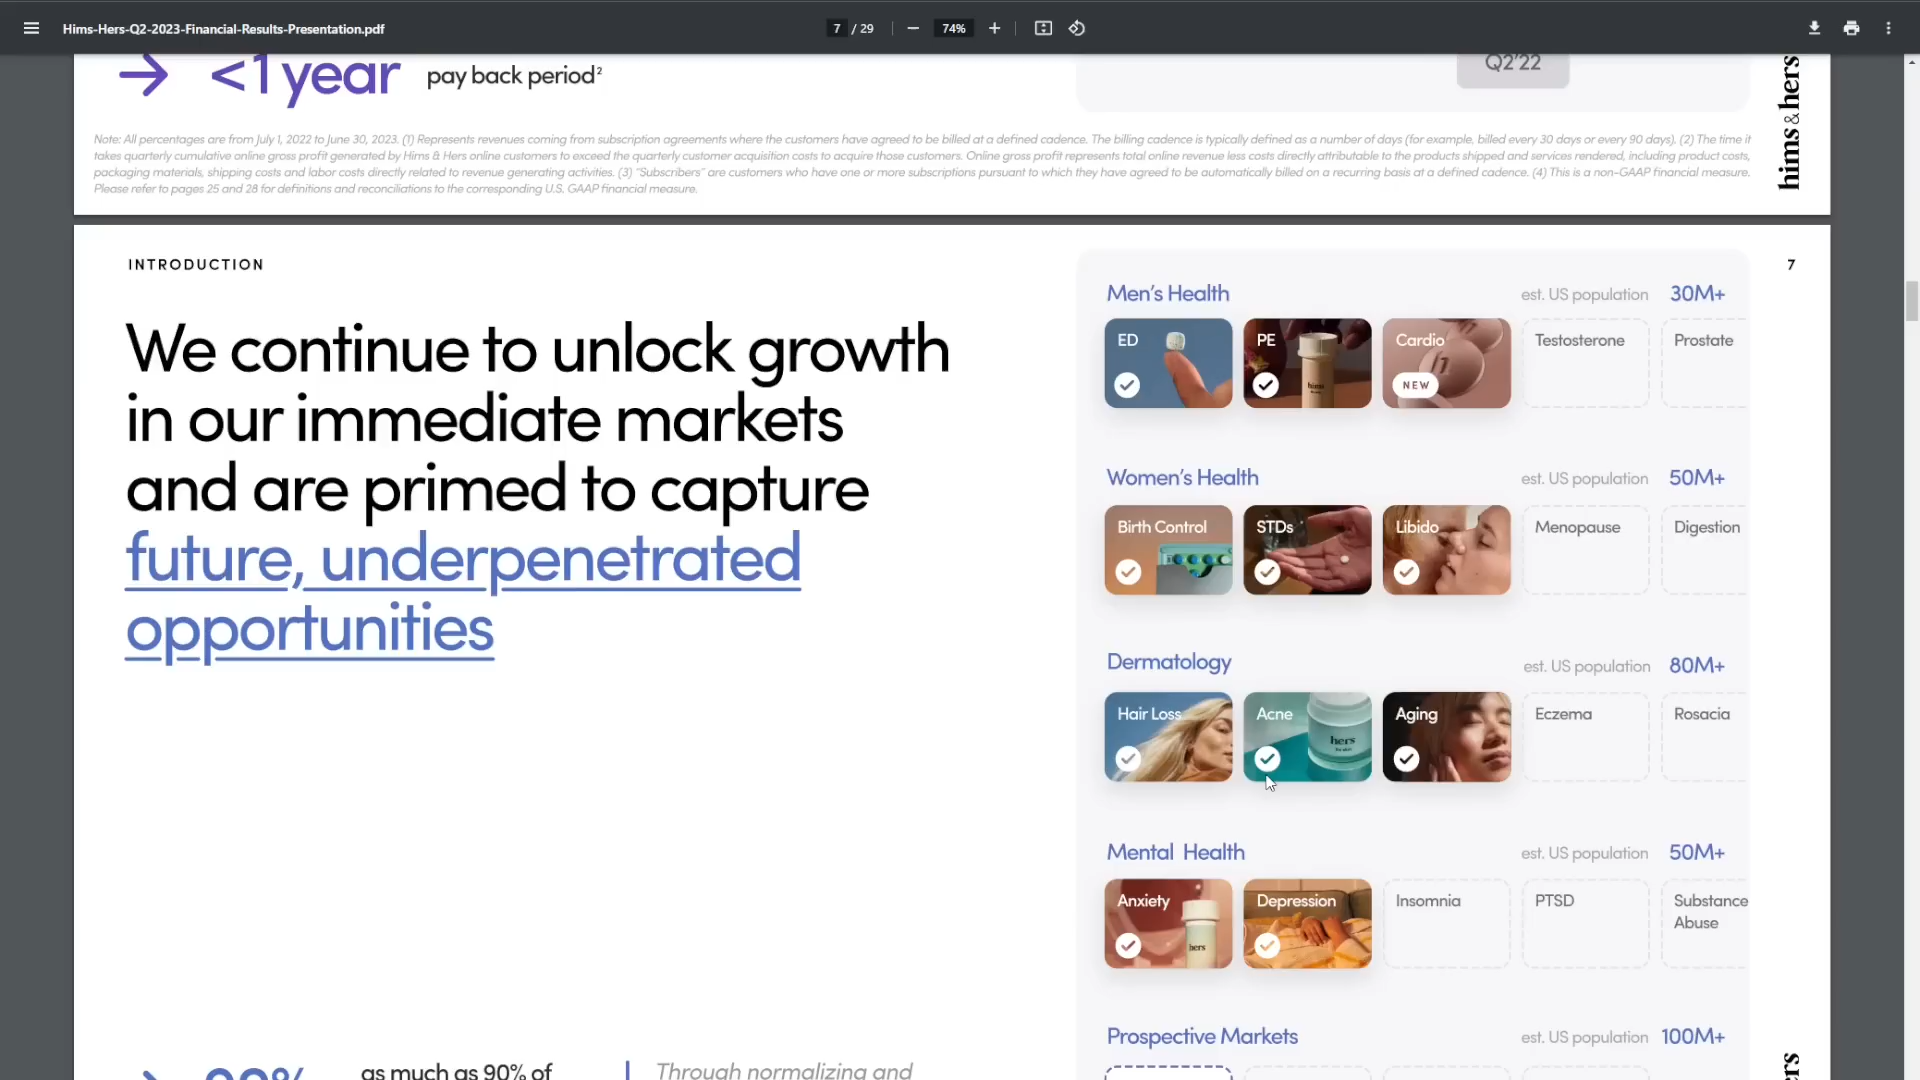 Hims-Hers-Q2-2023-Financial-Results-Presentation.pdf
7 / 29
74%
<1 year pay back period²
Q2'22
hims & hers
Note: All percentages are from July 1, 2022 to June 30, 2023. (1) Represents revenues coming from subscription agreements where the customers have agreed to be billed at a defined cadence. The billing cadence is typically defined as a number of days (for example, billed every 30 days or every 90 days). (2) The time it
takes quarterly cumulative online gross profit generated by Hims & Hers online customers to exceed the quarterly customer acquisition costs to acquire those customers. Online gross profit represents total online revenue less costs directly attributable to the products shipped and services rendered, including product costs,
packaging materials, shipping costs and labor costs directly related to revenue generating activities. (3) "Subscribers" are customers who have one or more subscriptions pursuant to which they have agreed to be automatically billed on a recurring basis at a defined cadence. (4) This is a non-GAAP financial measure.
Please refer to pages 25 and 28 for definitions and reconciliations to the corresponding U.S. GAAP financial measure.
INTRODUCTION
7
We continue to unlock growth
in our immediate markets
and are primed to capture
future, underpenetrated
opportunities
Men's Health est. US population 30M+
ED PE Cardio Testosterone Prostate
NEW
hims
Women's Health est. US population 50M+
Birth Control STDs Libido Menopause Digestion
Dermatology est. US population 80M+
Hair Loss Acne Aging Eczema Rosacia
hers
Mental Health est. US population 50M+
Anxiety Depression Insomnia PTSD Substance
Abuse
hers
Prospective Markets est. US population 100M+
as much as 90% of
Through normalizing and